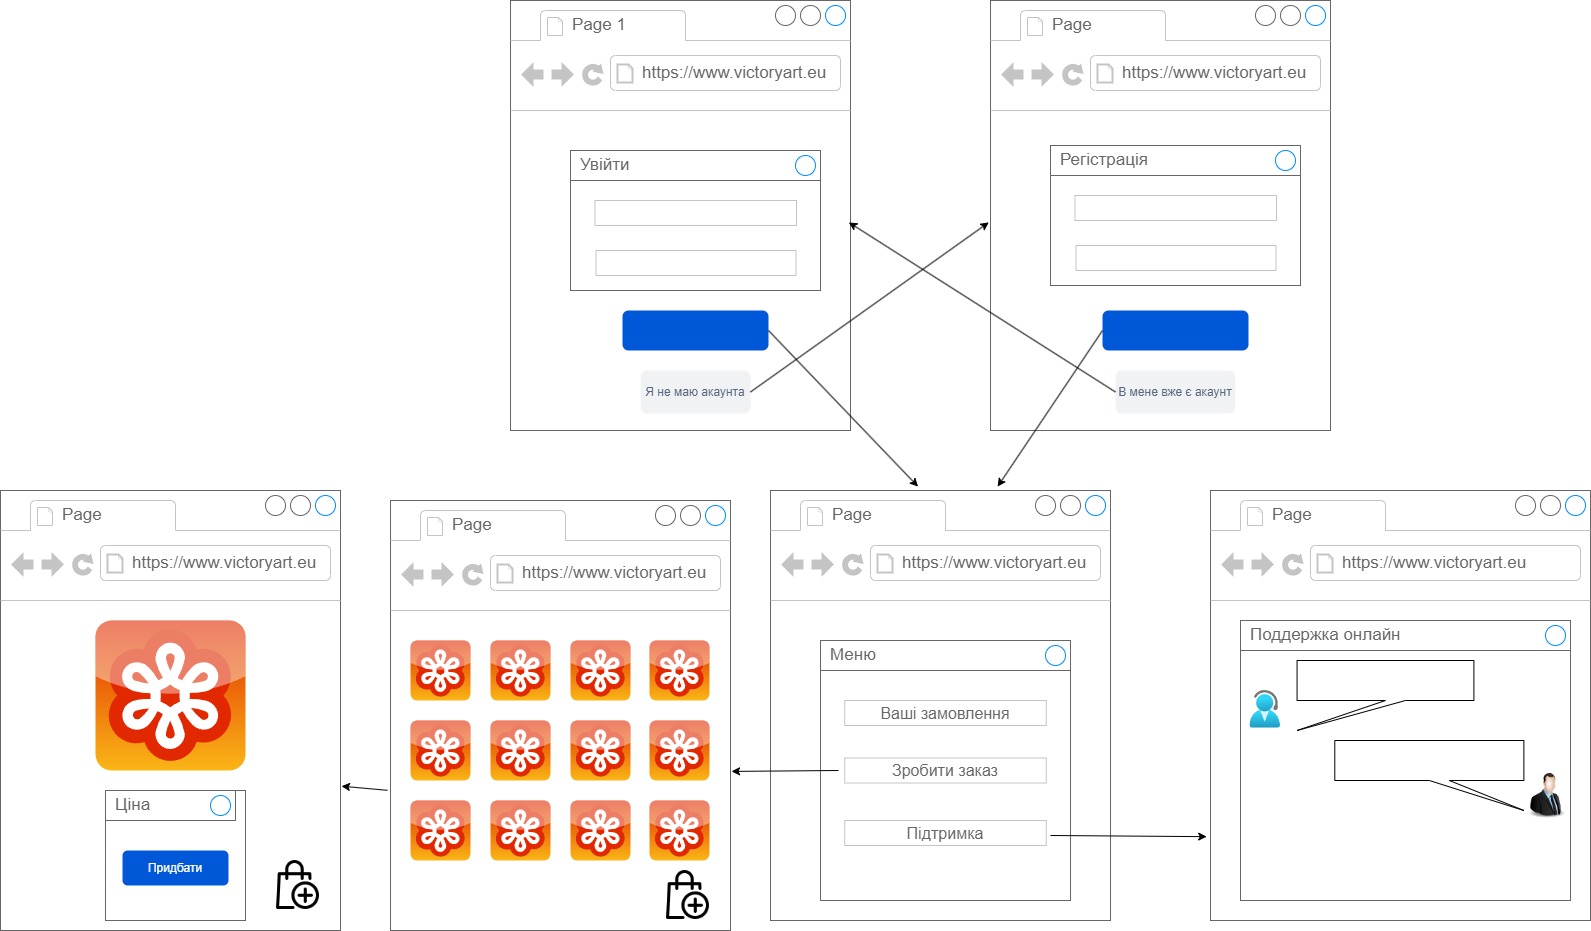 Page 1
https://www.victoryart.eu
Увійти
Я не маю акаунта
Page
https://www.victoryart.eu
Регістрація
В мене вже є акаунт
Page
https://www.victoryart.eu
Ціна
Придбати
Page
https://www.victoryart.eu
Page
https://www.victoryart.eu
Меню
Ваші замовлення
Зробити заказ
Підтримка
Page
https://www.victoryart.eu
Поддержка онлайн